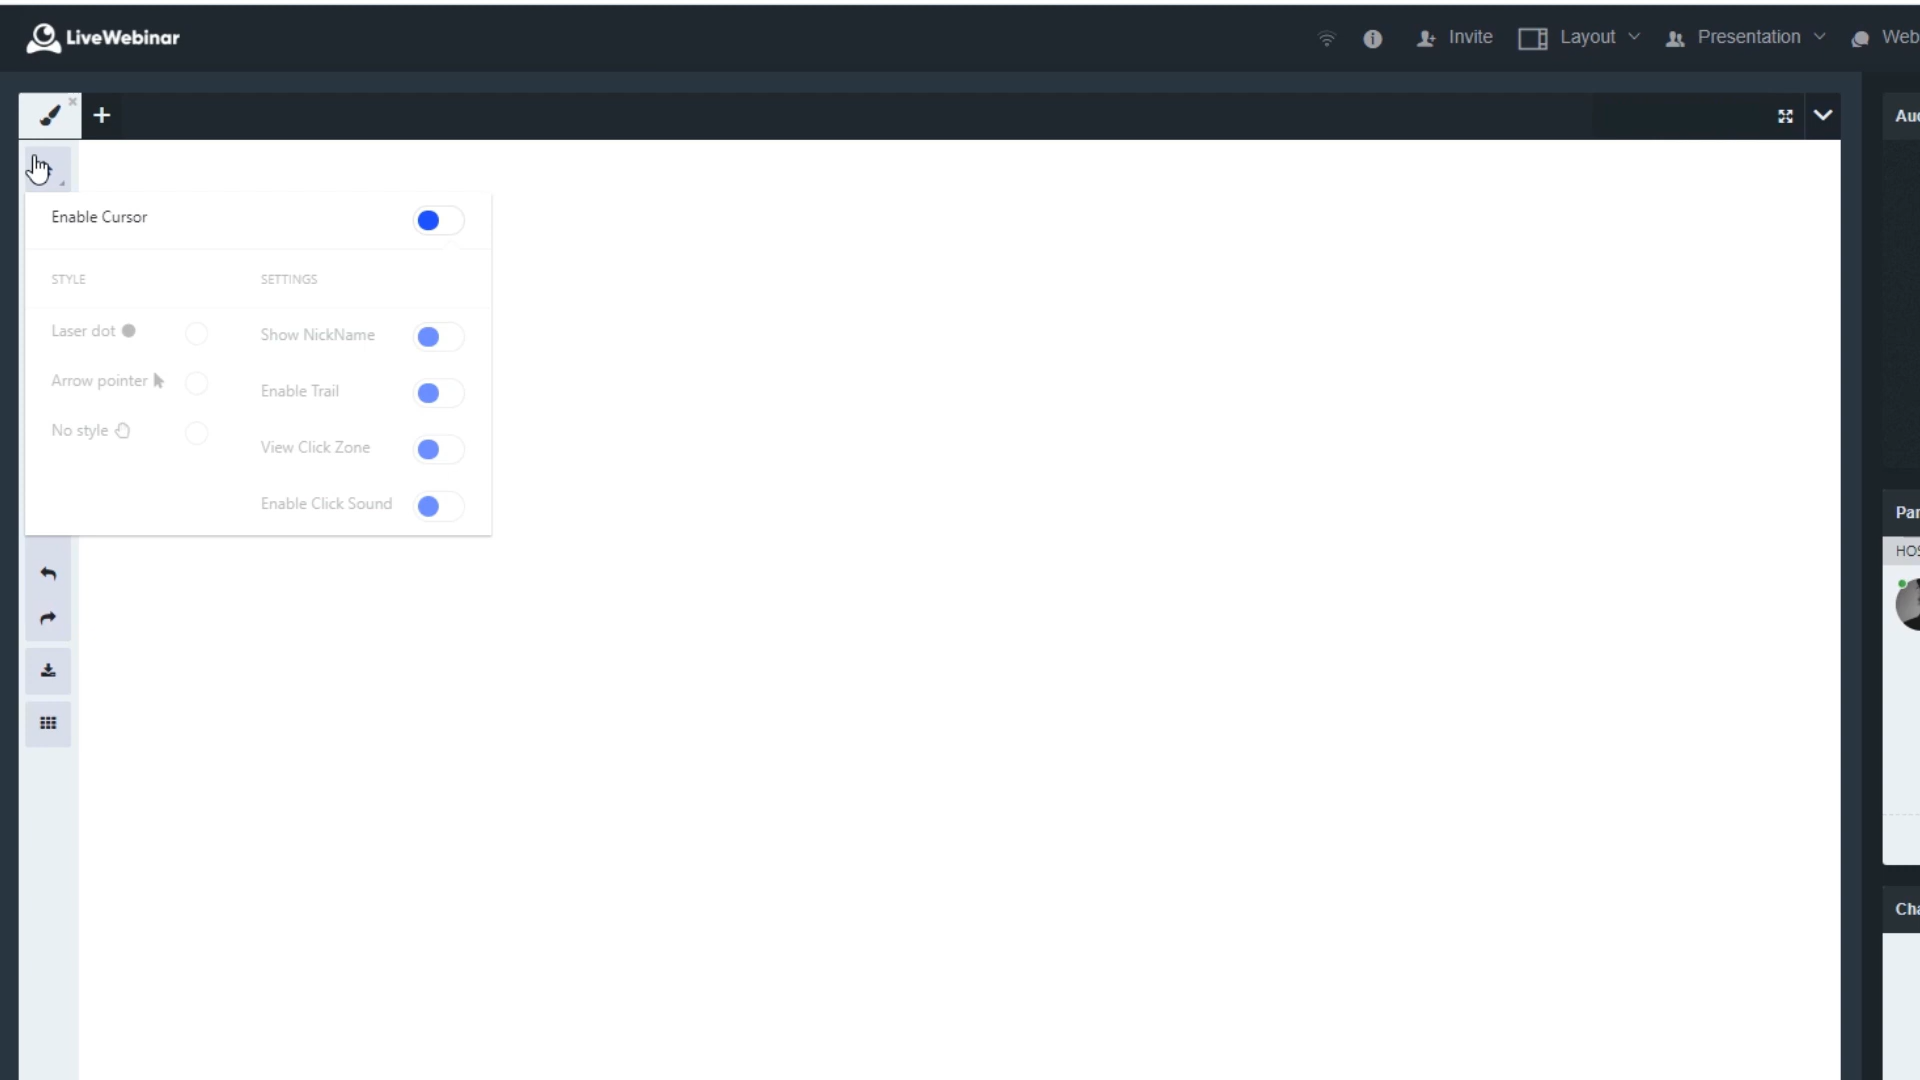 LiveWebinar
Invite
Layout
Presentation
Web
Enable Cursor
STYLE
SETTINGS
Laser dot
Show NickName
Arrow pointer
Enable Trail
No style
View Click Zone
Enable Click Sound
Aud
Par
HOS
Cha